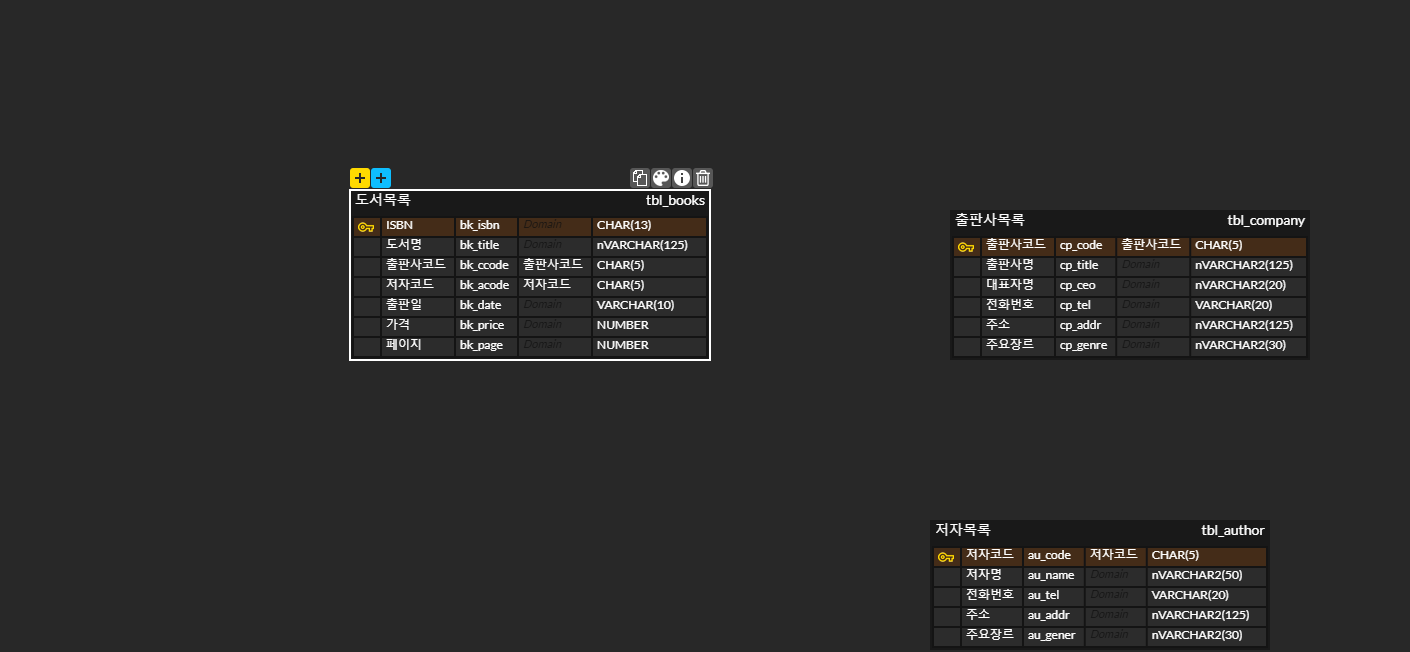 도서목록 tbl_books
ISBN bk_isbn Domain CHAR(13)
도서명 bk_title Domain nVARCHAR(125)
출판사코드 bk_ccode 출판사코드 CHAR(5)
저자코드 bk_acode 저자코드 CHAR(5)
출판일 bk_date Domain VARCHAR(10)
가격 bk_price Domain NUMBER
페이지 bk_page Domain NUMBER
출판사목록 tbl_company
출판사코드 cp_code 출판사코드 CHAR(5)
출판사명 cp_title Domain nVARCHAR2(125)
대표자명 cp_ceo Domain nVARCHAR2(20)
전화번호 cp_tel Domain VARCHAR(20)
주소 cp_addr Domain nVARCHAR2(125)
주요장르 cp_genre Domain nVARCHAR2(30)
저자목록 tbl_author
저자코드 au_code 저자코드 CHAR(5)
저자명 au_name Domain nVARCHAR2(50)
전화번호 au_tel Domain VARCHAR(20)
주소 au_addr Domain nVARCHAR2(125)
주요장르 au_gener Domain nVARCHAR2(30)